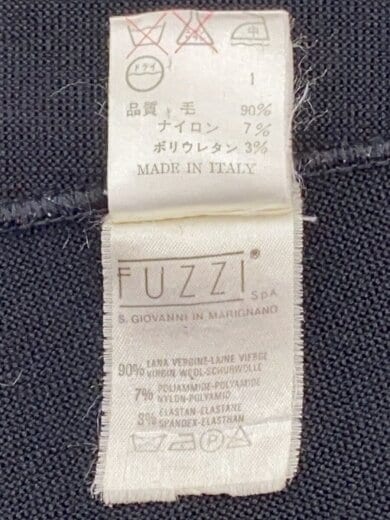 ドライ
中
1
品質 毛 90%
ナイロン 7%
ポリウレタン 3%
MADE IN ITALY
FUZZI® SpA
S. GIOVANNI IN MARIGNANO
90% LANA VERGINE-LAINE VIERGE
VIRGIN WOOL-SCHURWOLLE
7% POLIAMMIDE-POLYAMIDE
NYLON-POLYAMID
3% ELASTAN-ELASTANE
SPANDEX-ELASTHAN
P